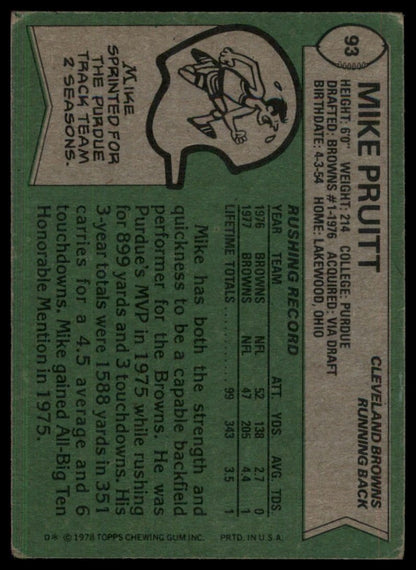 93
MIKE PRUITT
CLEVELAND BROWNS
RUNNING BACK
HEIGHT: 6'0" WEIGHT: 214 COLLEGE: PURDUE
DRAFTED: BROWNS #1-1976 ACQUIRED: VIA DRAFT
BIRTHDATE: 4-3-54 HOME: LAKEWOOD, OHIO
MIKE
SPRINTED FOR
THE PURDUE
TRACK TEAM
2 SEASONS.
RUSHING RECORD
YEAR TEAM ATT. YDS AVG. TDS
1976 BROWNS NFL 52 138 2.7 0
1977 BROWNS NFL 47 205 4.4 1
LIFETIME TOTALS 99 343 3.5 1
Mike has both the strength and
quickness to be a capable backfield
performer for the Browns. He was
Purdue's MVP in 1975 while rushing
for 899 yards and 3 touchdowns. His
3-year totals were 1588 yards in 351
carries for a 4.5 average and 6
touchdowns. Mike gained All-Big Ten
Honorable Mention in 1975.
D* © 1978 TOPPS CHEWING GUM INC. PRTD. IN U.S.A.